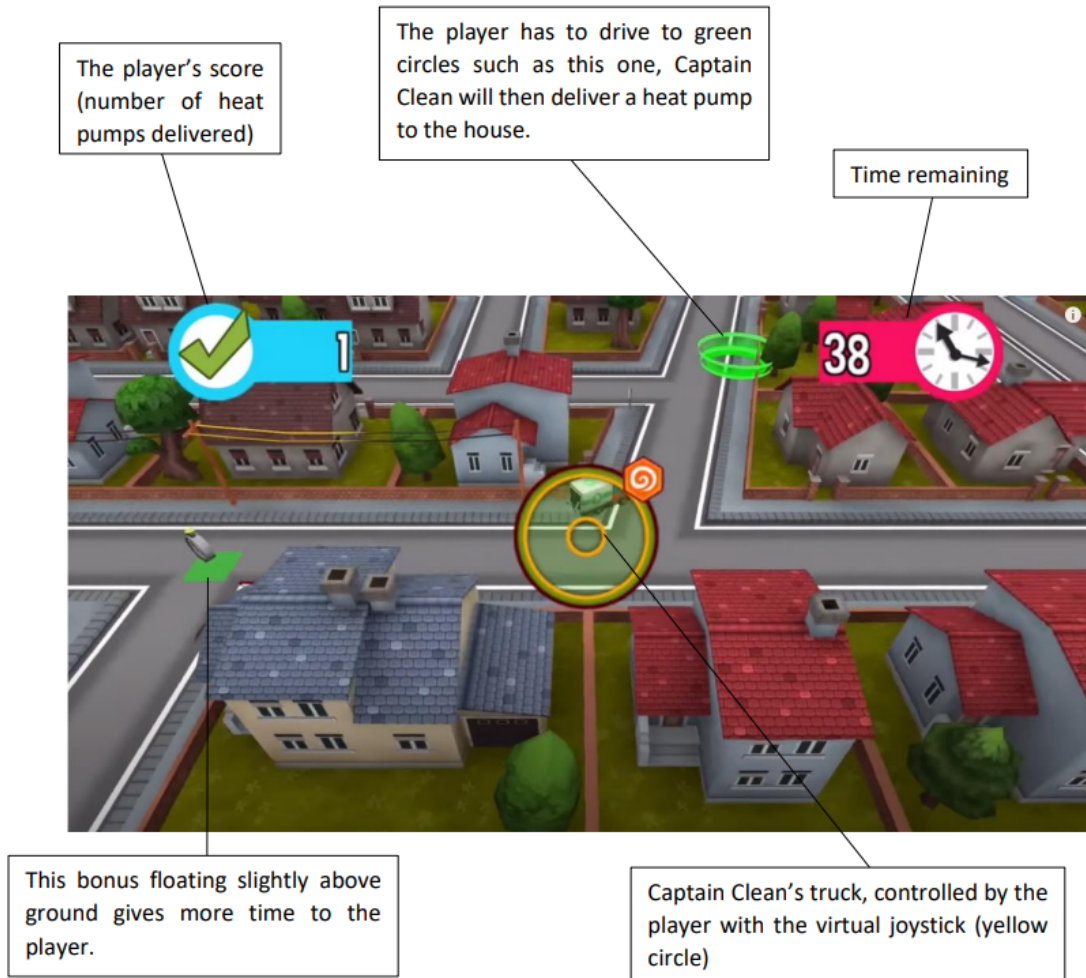 The player's score
(number of heat
pumps delivered)
The player has to drive to green
circles such as this one, Captain
Clean will then deliver a heat pump
to the house.
Time remaining
1
38
i
This bonus floating slightly above
ground gives more time to the
player.
Captain Clean's truck, controlled by the
player with the virtual joystick (yellow
circle)